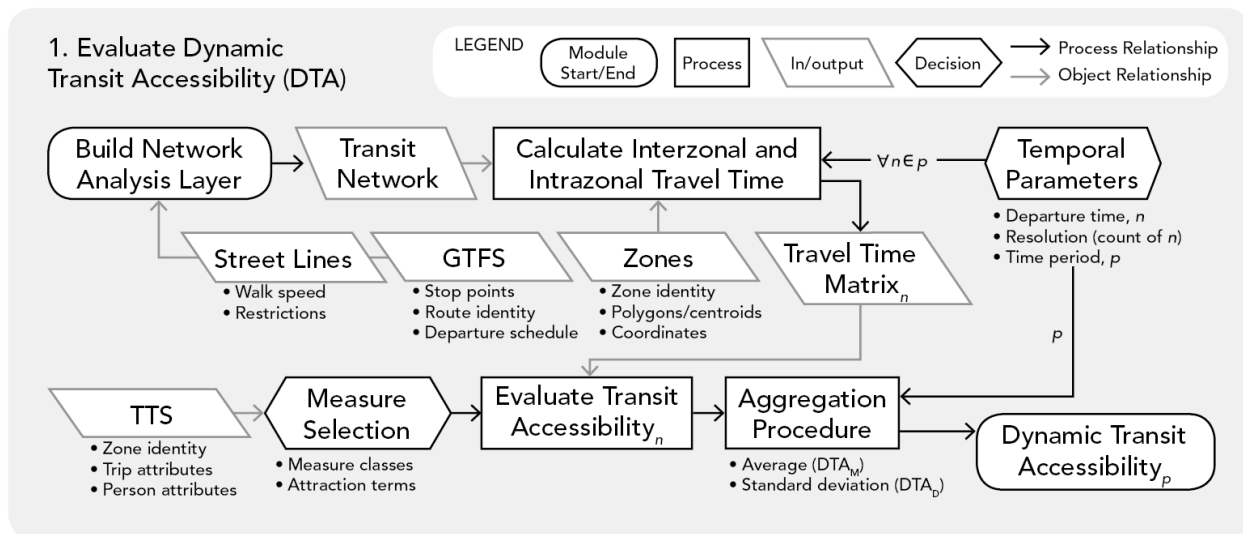 1. Evaluate Dynamic
Transit Accessibility (DTA)
LEGEND
Module
Start/End
Process
In/output
Decision
Process Relationship
Object Relationship
Build Network
Analysis Layer
Transit
Network
Calculate Interzonal and
Intrazonal Travel Time
∀n∈p
Temporal
Parameters
• Departure time, n
• Resolution (count of n)
• Time period, p
Street Lines
• Walk speed
• Restrictions
GTFS
• Stop points
• Route identity
• Departure schedule
Zones
• Zone identity
• Polygons/centroids
• Coordinates
Travel Time
Matrixn
p
TTS
• Zone identity
• Trip attributes
• Person attributes
Measure
Selection
• Measure classes
• Attraction terms
Evaluate Transit
Accessibilityn
Aggregation
Procedure
• Average (DTAM)
• Standard deviation (DTAD)
Dynamic Transit
Accessibilityp